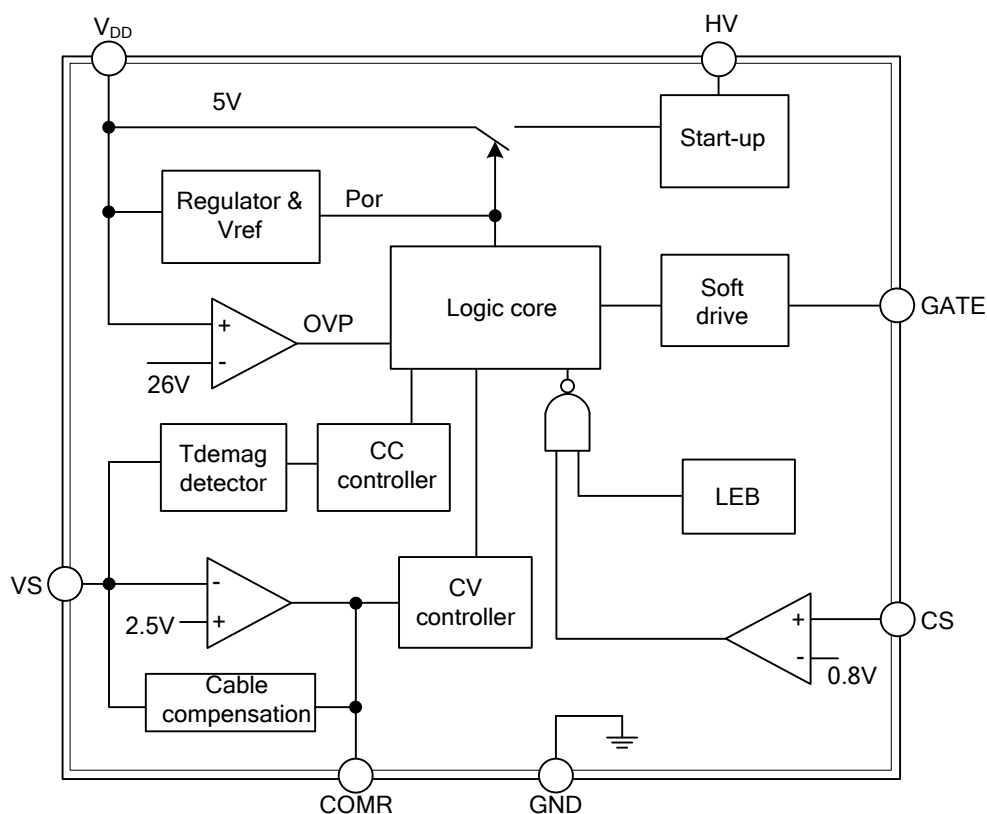 VDD
HV
5V
Start-up
Regulator &
Vref
Por
Logic core
Soft
drive
GATE
+
-
OVP
26V
Tdemag
detector
CC
controller
LEB
VS
-
+
2.5V
CV
controller
+
-
CS
0.8V
Cable
compensation
COMR
GND